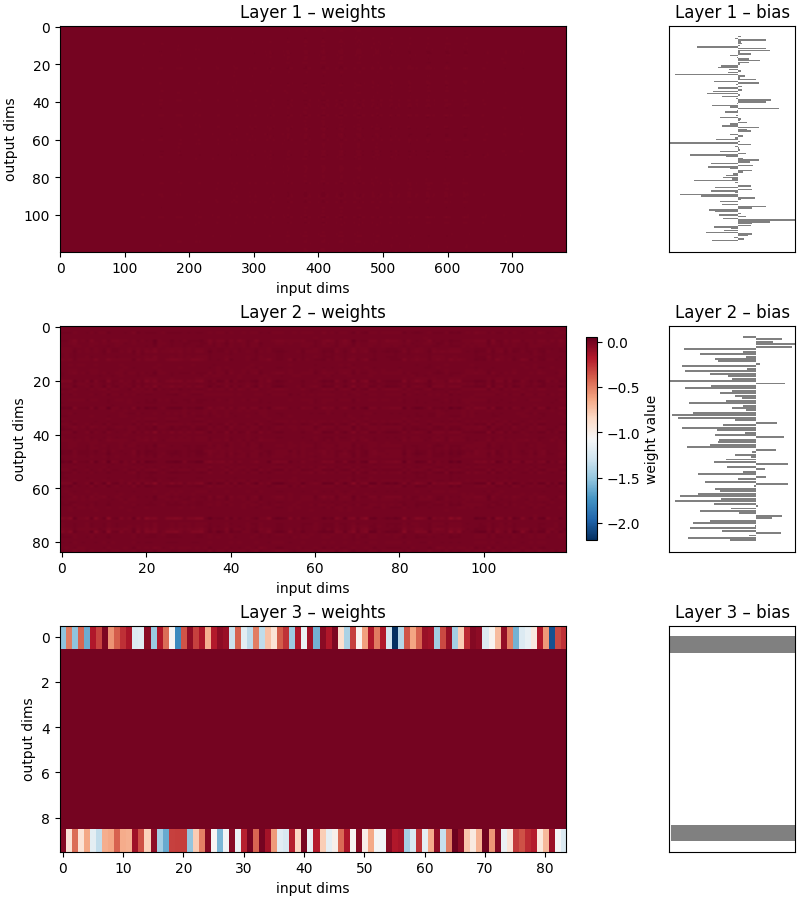 Layer 1 – weights
Layer 1 – bias
0
20
40
60
80
100
output dims
0 100 200 300 400 500 600 700
input dims
Layer 2 – weights
Layer 2 – bias
0
20
40
60
80
output dims
0 20 40 60 80 100
input dims
0.0
−0.5
−1.0
−1.5
−2.0
weight value
Layer 3 – weights
Layer 3 – bias
0
2
4
6
8
output dims
0 10 20 30 40 50 60 70 80
input dims